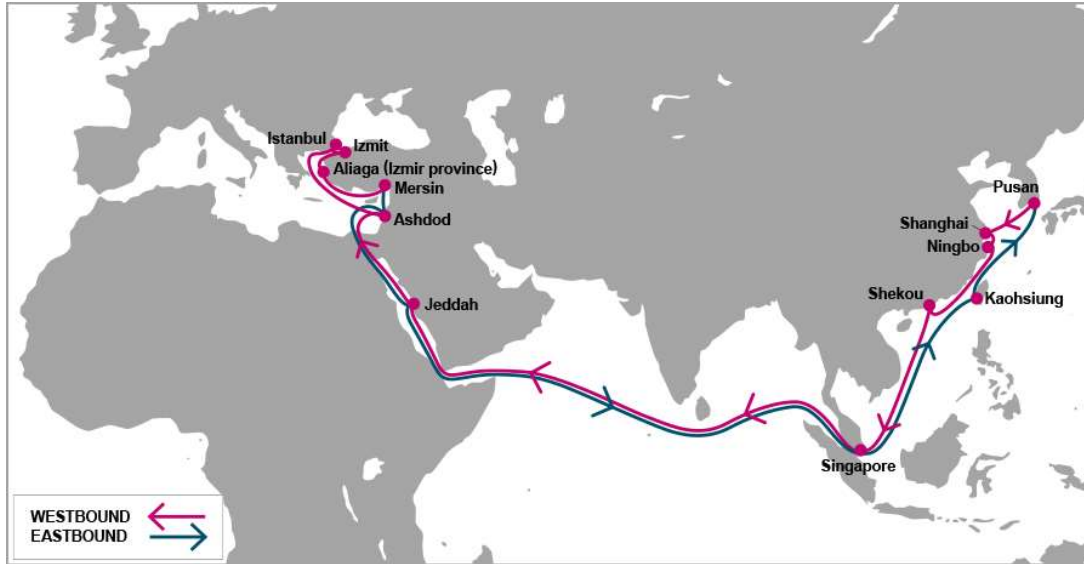 Istanbul
Izmit
Aliaga (Izmir province)
Mersin
Pusan
Ashdod
Shanghai
Ningbo
Shekou
Kaohsiung
Jeddah
Singapore
WESTBOUND
EASTBOUND